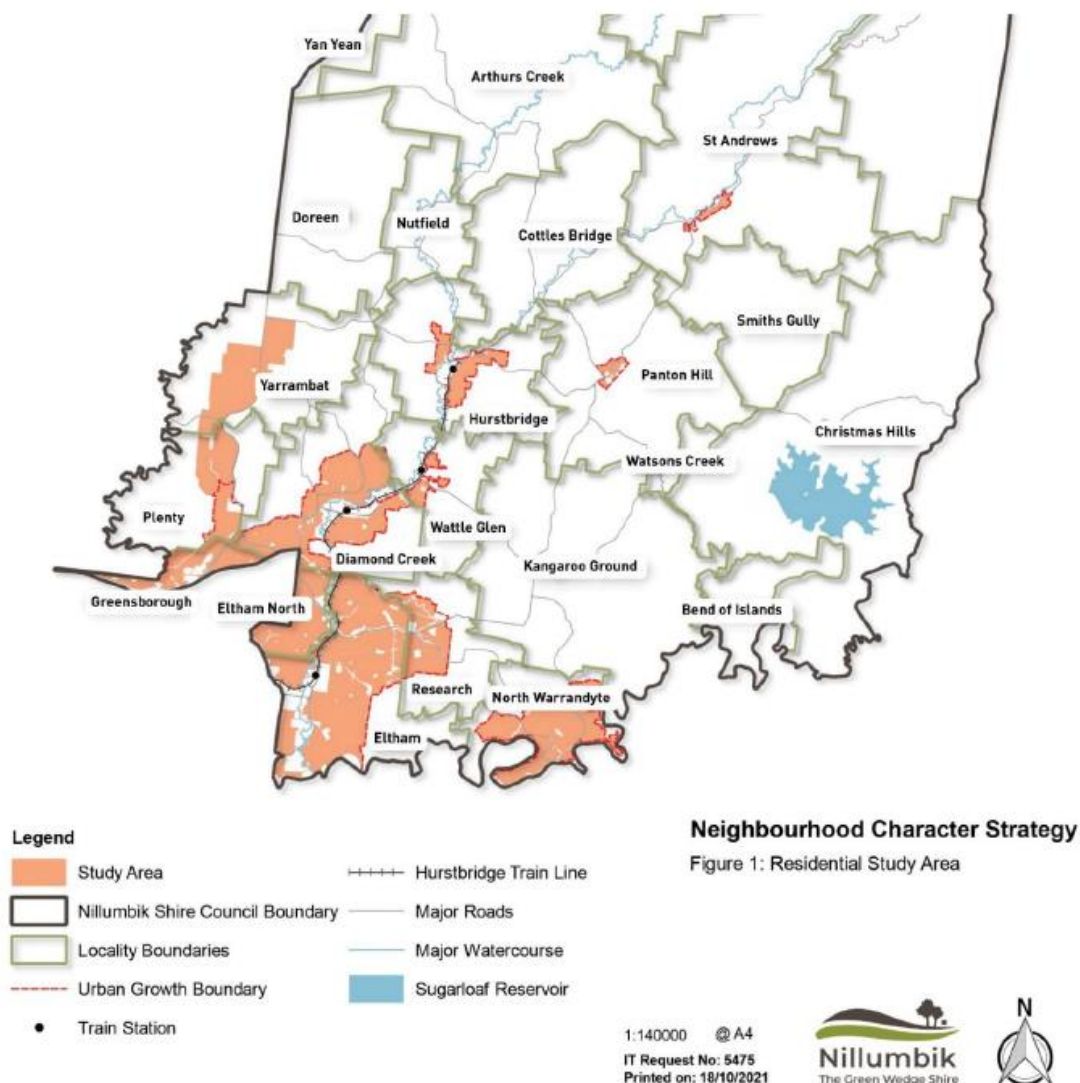 Yan Yean
Arthurs Creek
St Andrews
Doreen
Nutfield
Cottles Bridge
Smiths Gully
Yarrambat
Panton Hill
Hurstbridge
Christmas Hills
Watsons Creek
Plenty
Wattle Glen
Diamond Creek
Kangaroo Ground
Greensborough
Eltham North
Bend of Islands
Research
North Warrandyte
Eltham
Neighbourhood Character Strategy
Figure 1: Residential Study Area
Legend
Study Area
Nillumbik Shire Council Boundary
Locality Boundaries
Urban Growth Boundary
Train Station
Hurstbridge Train Line
Major Roads
Major Watercourse
Sugarloaf Reservoir
1:140000 @ A4
IT Request No: 5475
Printed on: 18/10/2021
Nillumbik
The Green Wedge Shire
N